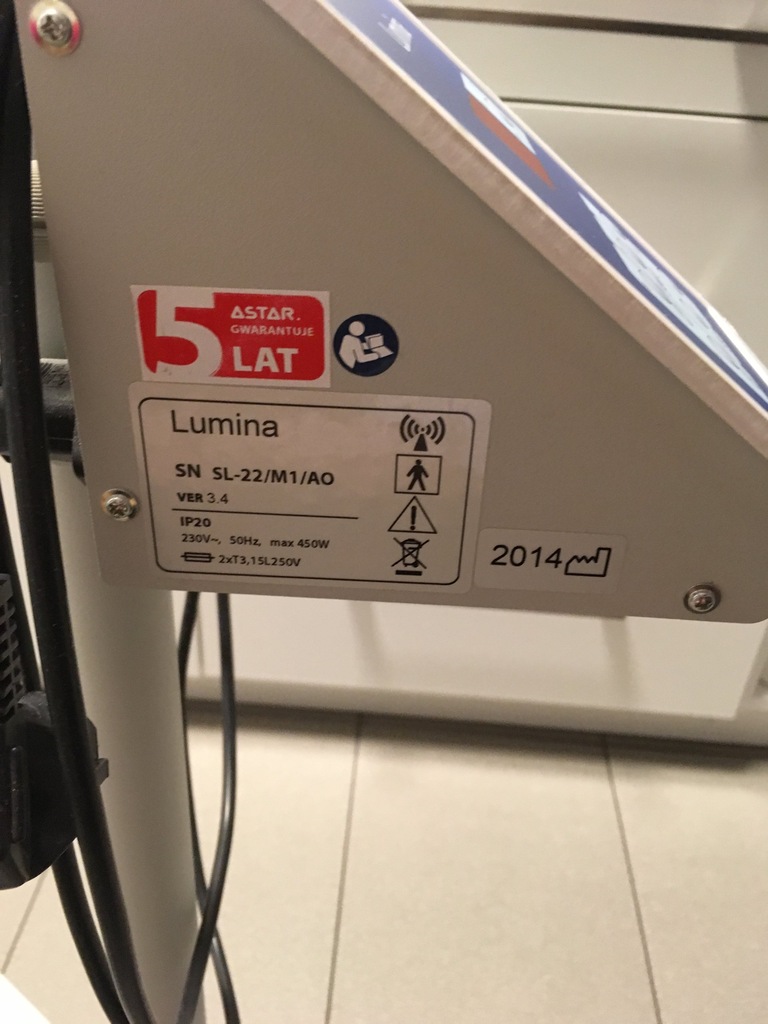 5
ASTAR.
GWARANTUJE
LAT
Lumina
SN SL-22/M1/AO
VER 3.4
IP20
230V~, 50Hz, max 450W
2xT3,15L250V
2014